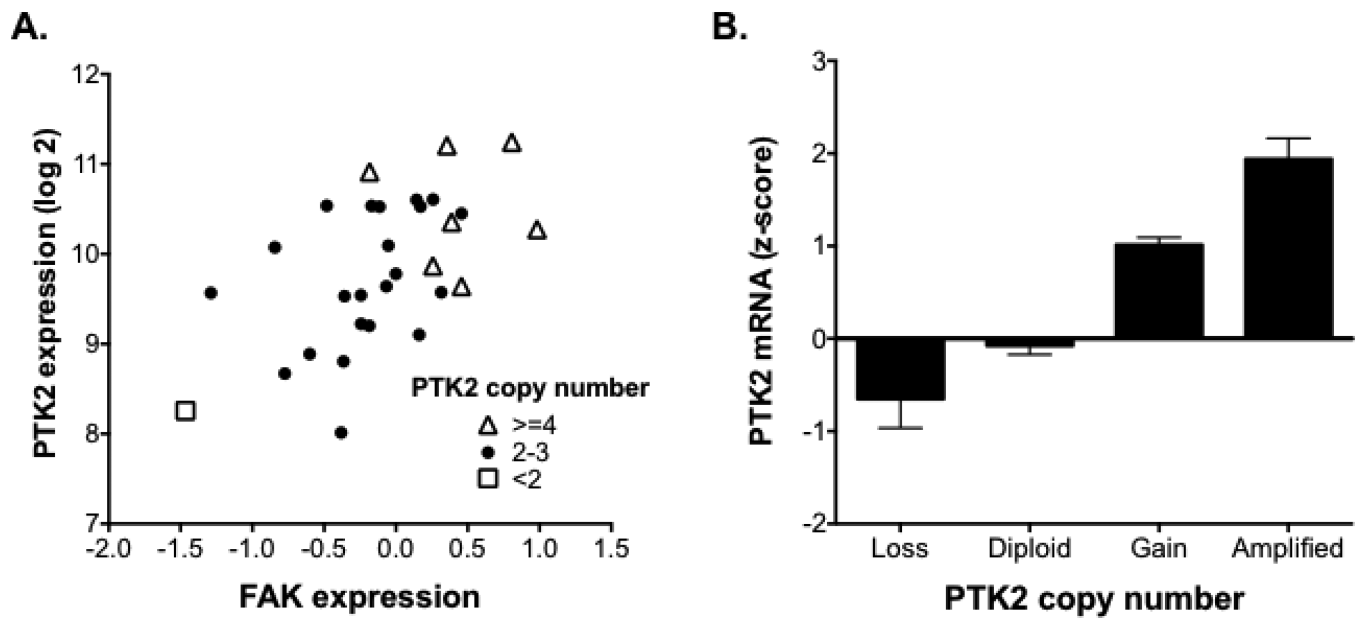 A.
PTK2 expression (log 2)
12
11
10
9
8
7
-2.0 -1.5 -1.0 -0.5 0.0 0.5 1.0 1.5
FAK expression
PTK2 copy number
>=4
2-3
<2
B.
PTK2 mRNA (z-score)
3
2
1
0
-1
-2
Loss Diploid Gain Amplified
PTK2 copy number